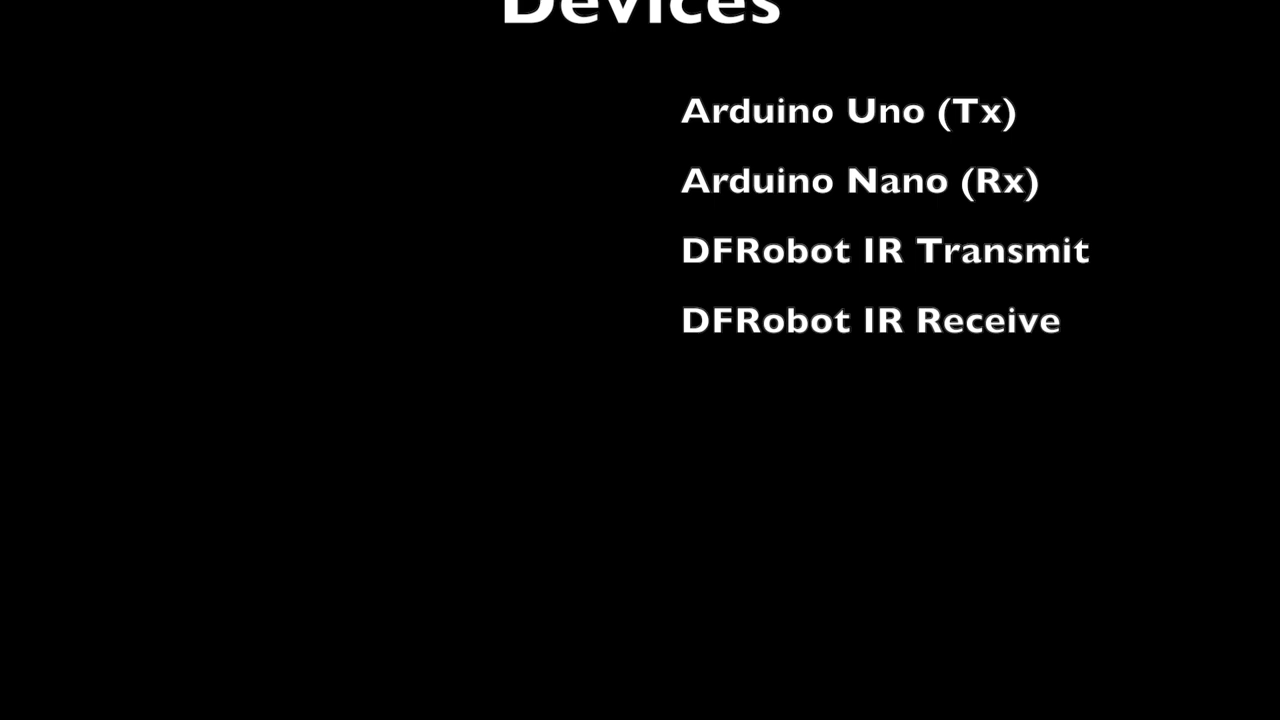 Devices
Arduino Uno (Tx)
Arduino Nano (Rx)
DFRobot IR Transmit
DFRobot IR Receive